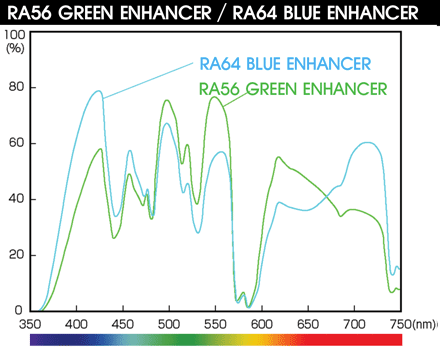 RA56 GREEN ENHANCER / RA64 BLUE ENHANCER
100
(%)
RA64 BLUE ENHANCER
RA56 GREEN ENHANCER
80
60
40
20
0
350 400 450 500 550 600 650 700 750(nm)